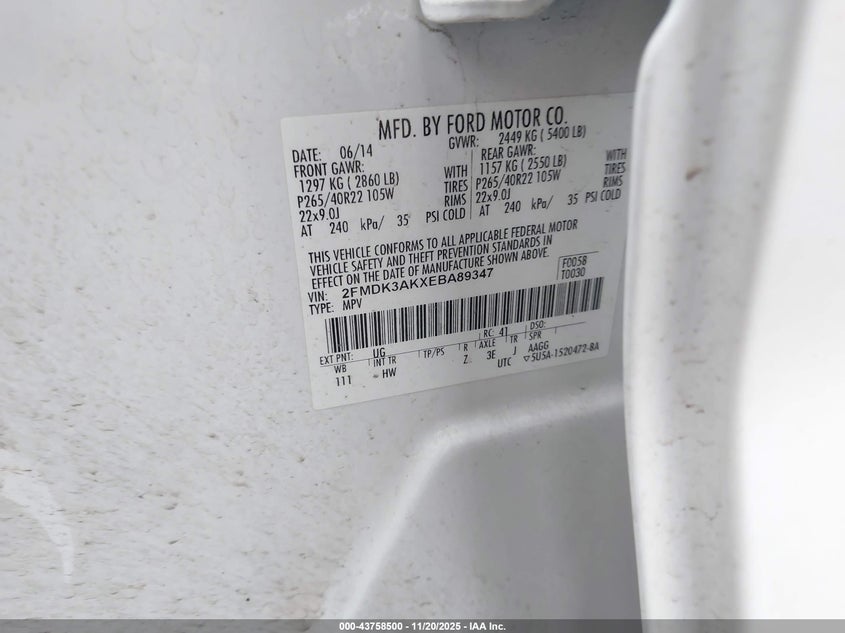 MFD. BY FORD MOTOR CO.
DATE: 06/14 GVWR: 2449 KG ( 5400 LB)
FRONT GAWR: REAR GAWR:
1297 KG ( 2860 LB) WITH 1157 KG ( 2550 LB) WITH
P265/40R22 105W TIRES P265/40R22 105W TIRES
22x9.0J RIMS 22x9.0J RIMS
AT 240 kPa/ 35 PSI COLD AT 240 kPa/ 35 PSI COLD
THIS VEHICLE CONFORMS TO ALL APPLICABLE FEDERAL MOTOR
VEHICLE SAFETY AND THEFT PREVENTION STANDARDS IN
EFFECT ON THE DATE OF MANUFACTURE SHOWN ABOVE.
VIN: 2FMDK3AKXEBA89347 F0058
TYPE: MPV T0030
EXT PNT: UG RC: 41 DSO:
WB INT TR TP/PS R AXLE TR SPR
111 HW Z 3E J AAGG
UTC ▽5U5A-1520472-BA
000-43758500 - 11/20/2025 - IAA Inc.